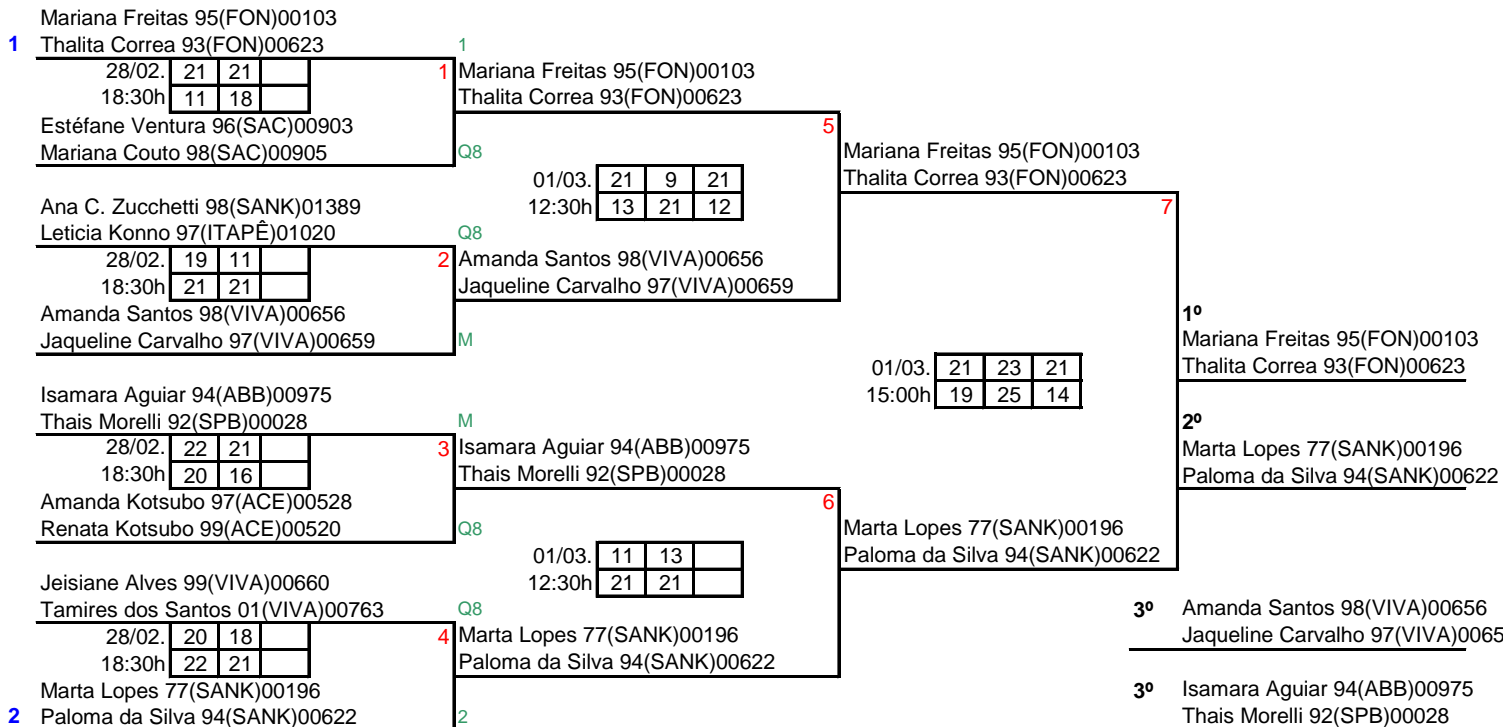 Mariana Freitas 95(FON)00103
1 Thalita Correa 93(FON)00623
28/02. 21 21
18:30h 11 18
1
Estéfane Ventura 96(SAC)00903
Mariana Couto 98(SAC)00905
Ana C. Zucchetti 98(SANK)01389
Leticia Konno 97(ITAPÊ)01020
28/02. 19 11
18:30h 21 21
2
Amanda Santos 98(VIVA)00656
Jaqueline Carvalho 97(VIVA)00659
Isamara Aguiar 94(ABB)00975
Thais Morelli 92(SPB)00028
28/02. 22 21
18:30h 20 16
3
Amanda Kotsubo 97(ACE)00528
Renata Kotsubo 99(ACE)00520
Jeisiane Alves 99(VIVA)00660
Tamires dos Santos 01(VIVA)00763
28/02. 20 18
18:30h 22 21
4
Marta Lopes 77(SANK)00196
2 Paloma da Silva 94(SANK)00622
1
Mariana Freitas 95(FON)00103
Thalita Correa 93(FON)00623
Q8
01/03. 21 9 21
12:30h 13 21 12
5
Q8
Amanda Santos 98(VIVA)00656
Jaqueline Carvalho 97(VIVA)00659
M
M
Isamara Aguiar 94(ABB)00975
Thais Morelli 92(SPB)00028
Q8
01/03. 11 13
12:30h 21 21
6
Q8
Marta Lopes 77(SANK)00196
Paloma da Silva 94(SANK)00622
2
Mariana Freitas 95(FON)00103
Thalita Correa 93(FON)00623
7
01/03. 21 23 21
15:00h 19 25 14
Marta Lopes 77(SANK)00196
Paloma da Silva 94(SANK)00622
1º
Mariana Freitas 95(FON)00103
Thalita Correa 93(FON)00623
2º
Marta Lopes 77(SANK)00196
Paloma da Silva 94(SANK)00622
3º Amanda Santos 98(VIVA)00656
Jaqueline Carvalho 97(VIVA)0065
3º Isamara Aguiar 94(ABB)00975
Thais Morelli 92(SPB)00028